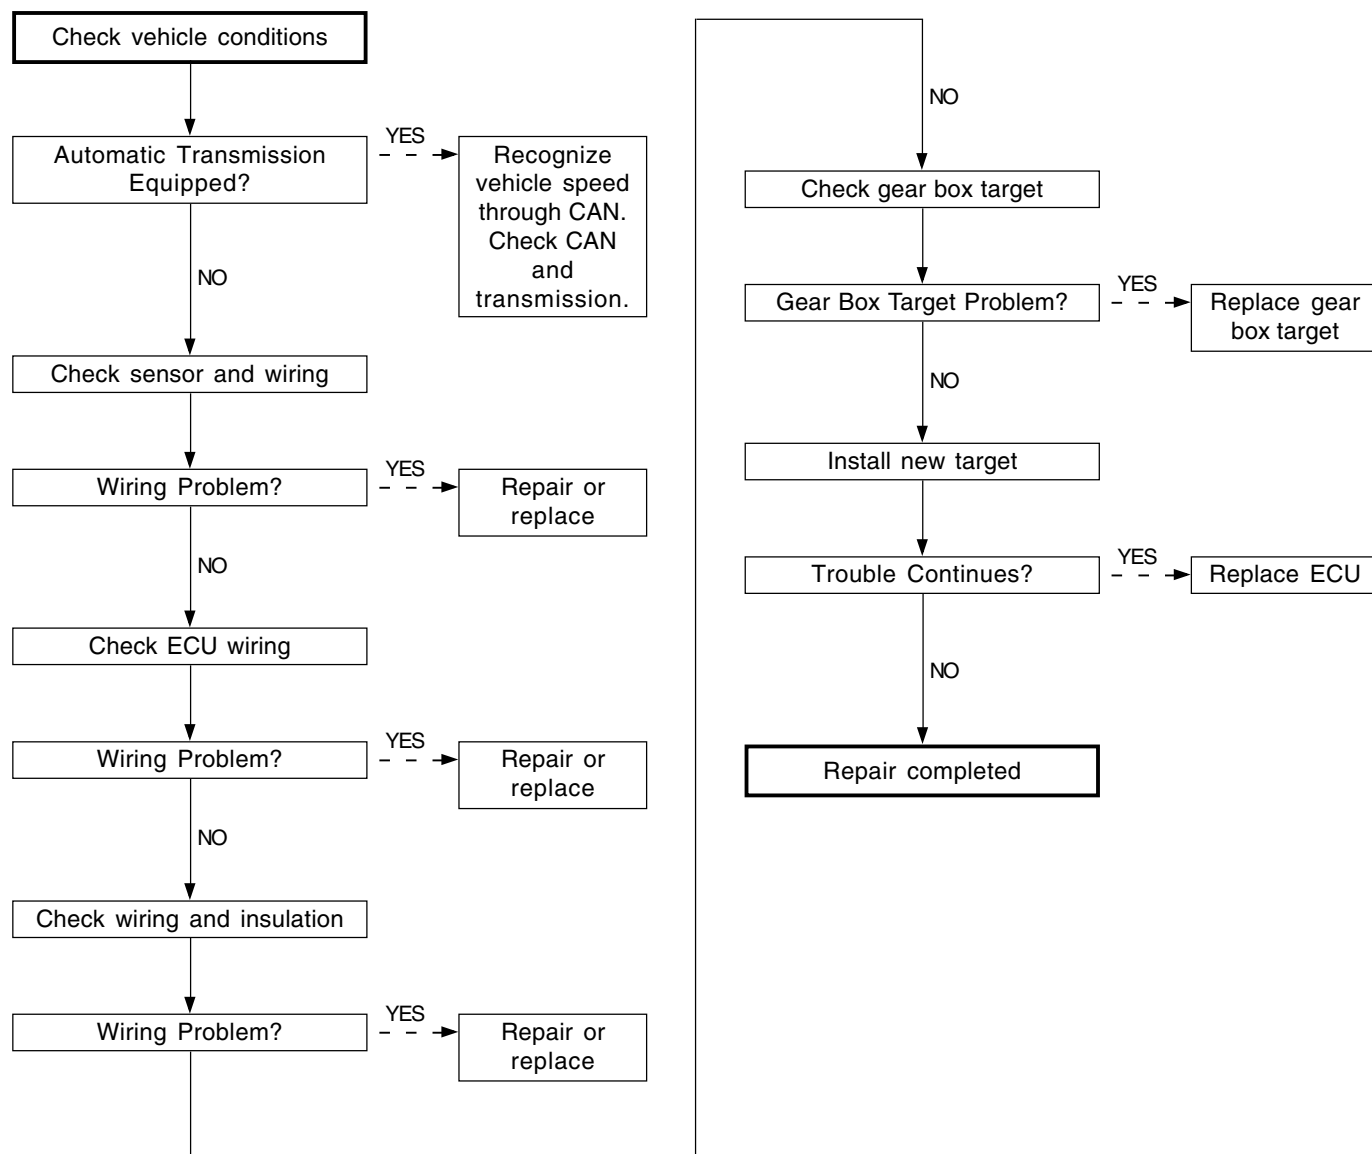 Check vehicle conditions
Automatic Transmission
Equipped?
YES
Recognize
vehicle speed
through CAN.
Check CAN
and
transmission.
NO
Check sensor and wiring
Wiring Problem?
YES
Repair or
replace
NO
Check ECU wiring
Wiring Problem?
YES
Repair or
replace
NO
Check wiring and insulation
Wiring Problem?
YES
Repair or
replace
NO
Check gear box target
Gear Box Target Problem?
YES
Replace gear
box target
NO
Install new target
Trouble Continues?
YES
Replace ECU
NO
Repair completed